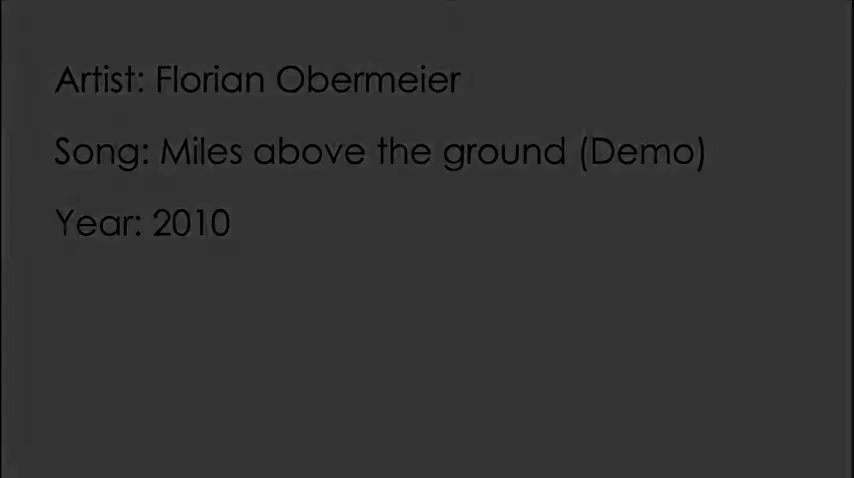 Artist: Florian Obermeier
Song: Miles above the ground (Demo)
Year: 2010